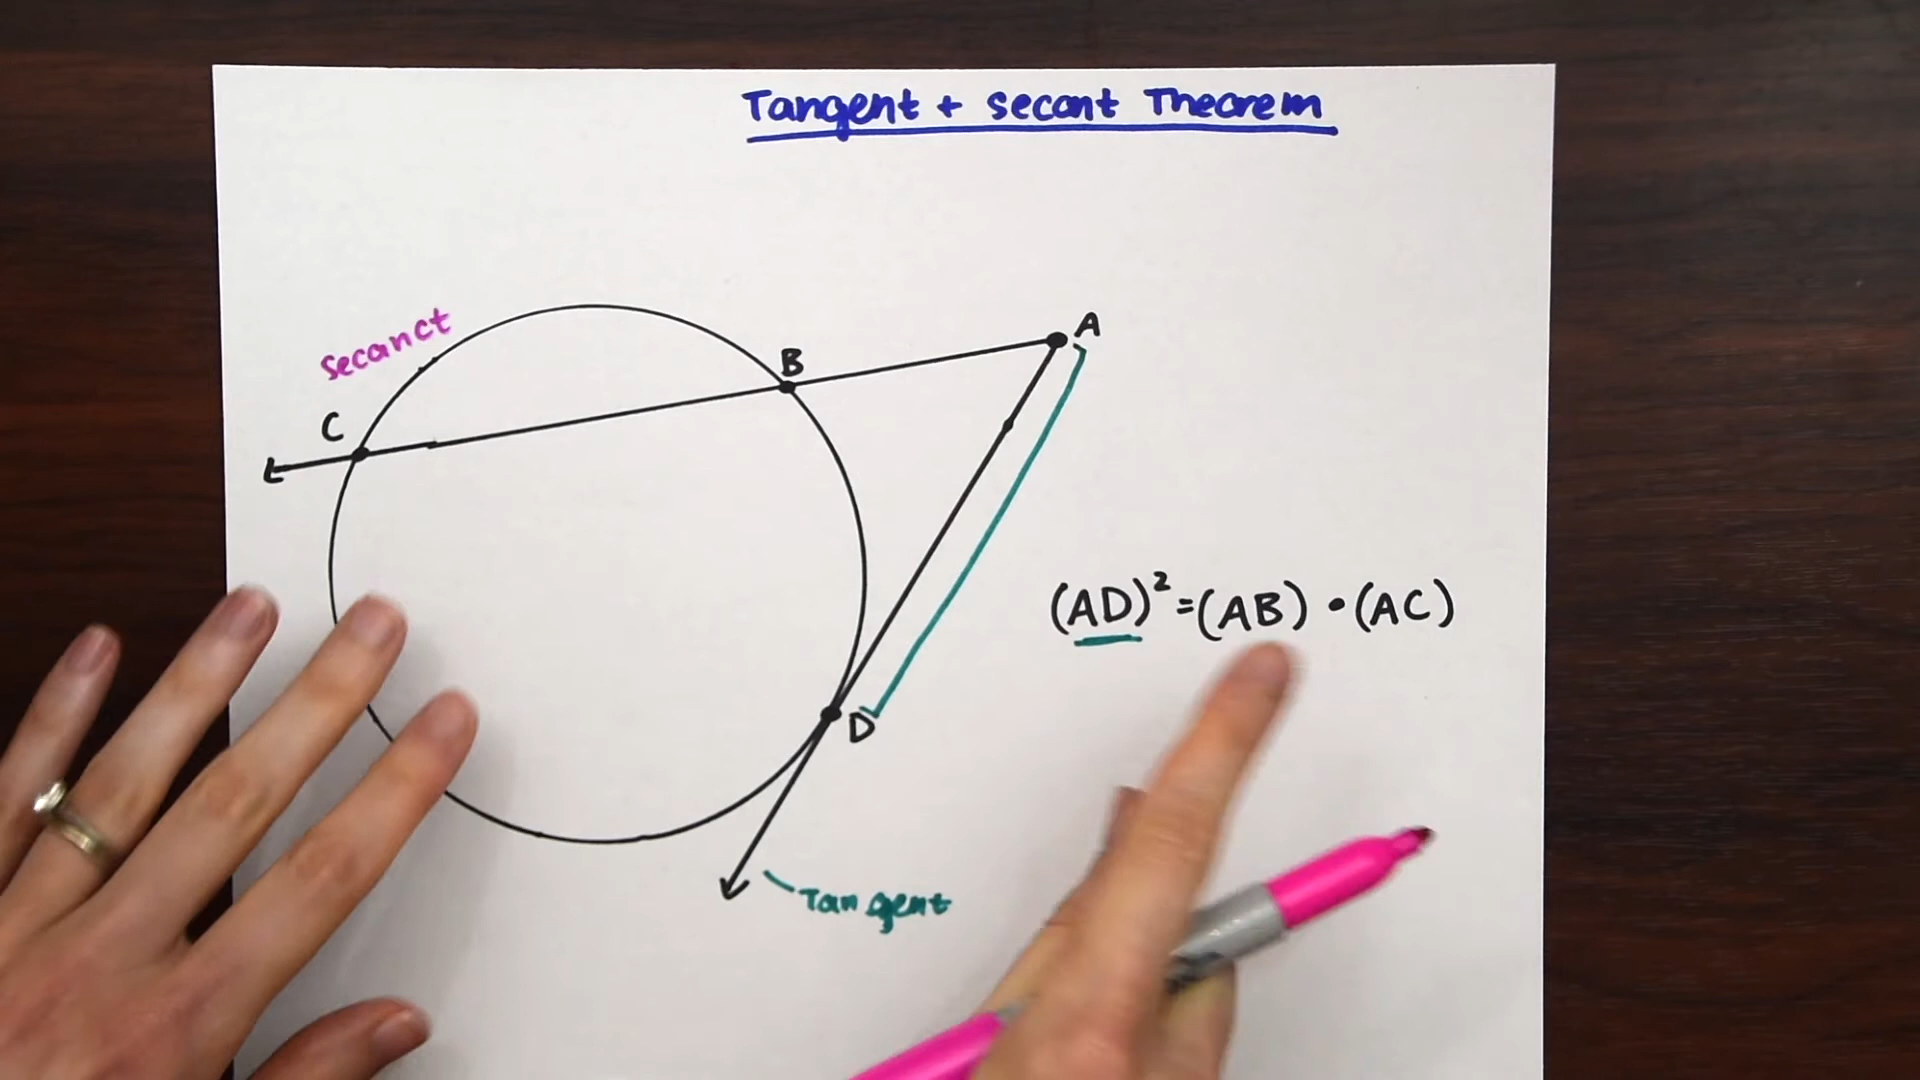 Tangent + secant Theorem
secanct
A
B
C
(AD)²=(AB) • (AC)
D
Tangent